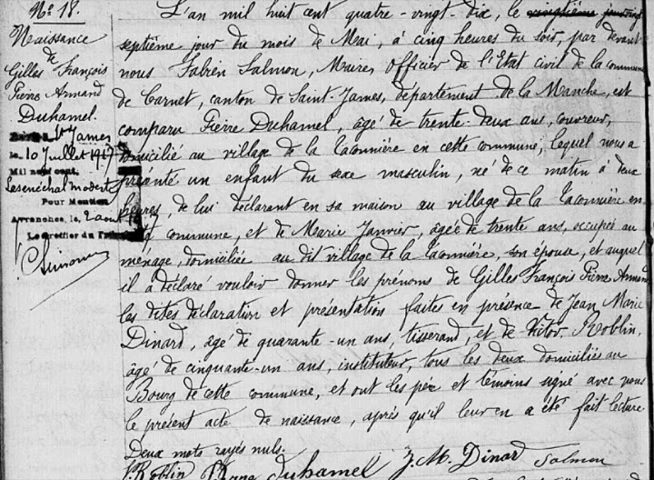 N° 18.
Naissance
de
Gilles François
Pierre Armand
Duhamel.
St James
le 10 Juillet 1917
Mil neuf cent
Lesénéchal modeste
Pour Mention
Avranches, le 2 aout
Le Greffier du
L'an mil huit cent quatre-vingt-dix, le vingtième jour
septième jour du mois de Mai, à cinq heures du soir, par devant
nous Fabien Salmon, Maire, Officier de l'Etat civil de la commune
de Carnet, canton de Saint-James, département de la Manche, est
comparu Pierre Duhamel, âgé de trente-deux ans, couvreur,
domicilié au village de la en cette commune, lequel nous a
présenté un enfant du sexe masculin, né de ce matin à deux
heures, de lui déclarant en sa maison au village de la en
commune, et de Marie Janvier, âgée de trente ans, occupée au
ménage, domiciliée au dit village de la son épouse, et auquel
il a déclaré vouloir donner les prénoms de Gilles François Pierre Armand
les dites déclaration et présentation faites en présence de Jean Marie
Dinard, âgé de quarante-un ans, tisserand, et de Victor Roblin,
âgé de cinquante-un ans, instituteur, tous les deux domiciliés au
Bourg de cette commune, et ont les père et témoins signé avec nous
le présent acte de naissance, après qu'il leur en a été fait lecture
Deux mots rayés nuls.
V. Roblin Duhamel J. M. Dinard Salmon